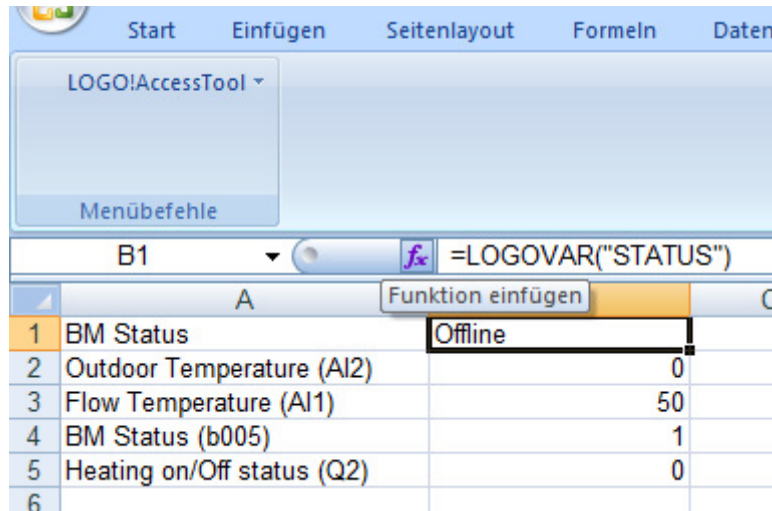 Start Einfügen Seitenlayout Formeln Daten
LOGO!AccessTool
Menübefehle
B1 fx =LOGOVAR("STATUS")
A Funktion einfügen
1 BM Status Offline
2 Outdoor Temperature (AI2) 0
3 Flow Temperature (AI1) 50
4 BM Status (b005) 1
5 Heating on/Off status (Q2) 0
6